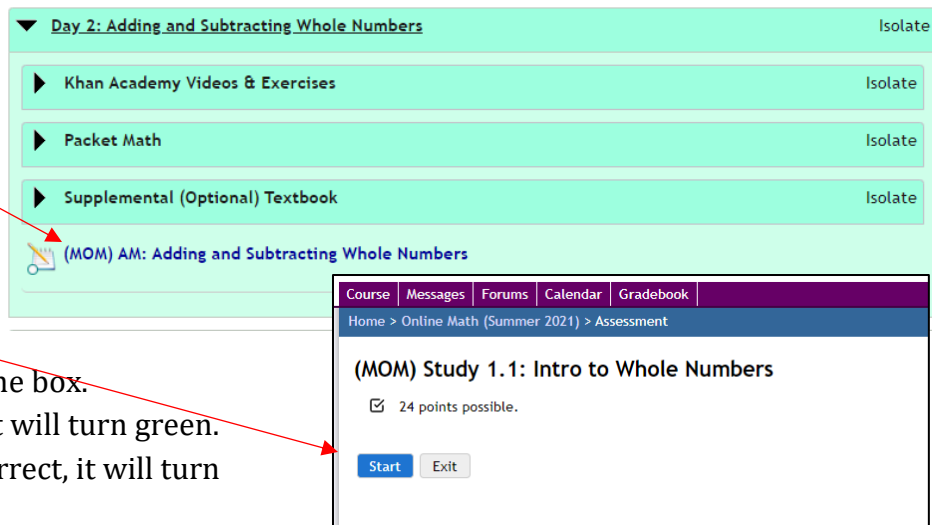 Day 2: Adding and Subtracting Whole Numbers Isolate
Khan Academy Videos & Exercises Isolate
Packet Math Isolate
Supplemental (Optional) Textbook Isolate
(MOM) AM: Adding and Subtracting Whole Numbers
Course Messages Forums Calendar Gradebook
Home > Online Math (Summer 2021) > Assessment
(MOM) Study 1.1: Intro to Whole Numbers
24 points possible.
Start Exit
box.
will turn green.
it will turn